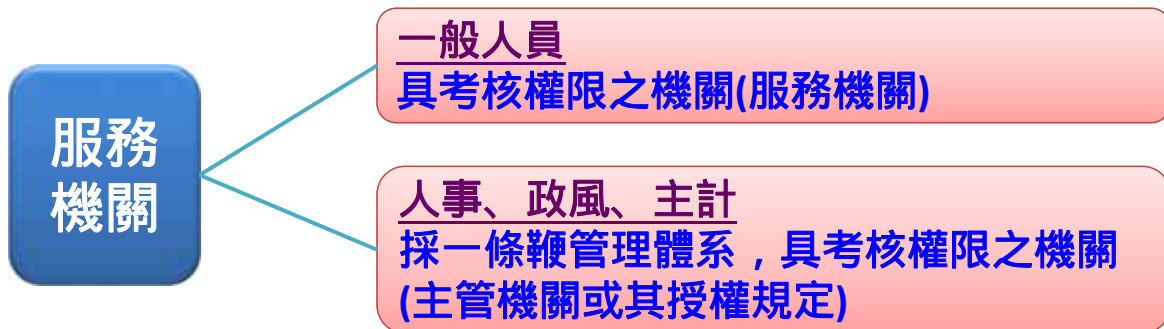 服務
機關
一般人員
具考核權限之機關(服務機關)
人事、政風、主計
採一條鞭管理體系，具考核權限之機關
(主管機關或其授權規定)